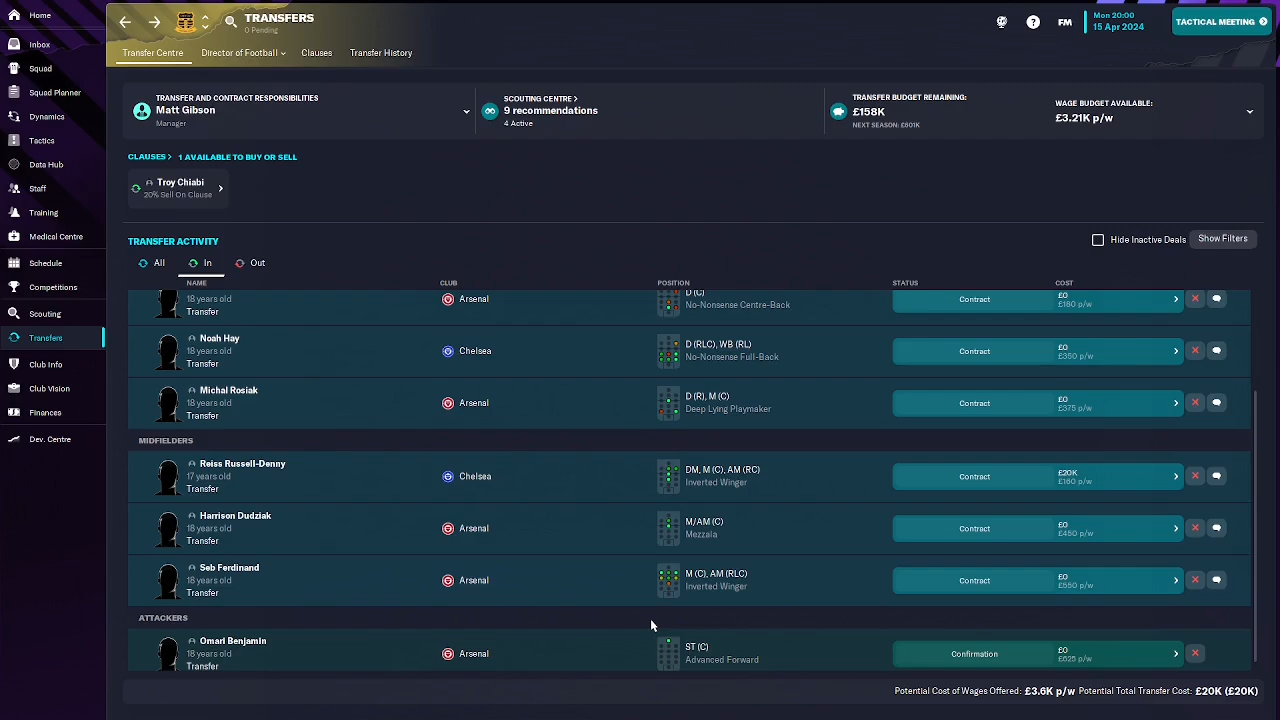 Home
Inbox
Squad
Squad Planner
Dynamics
Tactics
Data Hub
Staff
Training
Medical Centre
Schedule
Competitions
Scouting
Transfers
Club Info
Club Vision
Finances
Dev. Centre
TRANSFERS
0 Pending
FM
Mon 20:00
15 Apr 2024
TACTICAL MEETING
Transfer Centre
Director of Football
Clauses
Transfer History
TRANSFER AND CONTRACT RESPONSIBILITIES
Matt Gibson
Manager
SCOUTING CENTRE >
9 recommendations
4 Active
TRANSFER BUDGET REMAINING:
£158K
NEXT SEASON: £601K
WAGE BUDGET AVAILABLE:
£3.21K p/w
CLAUSES > 1 AVAILABLE TO BUY OR SELL
Troy Chiabi
20% Sell On Clause
TRANSFER ACTIVITY
Hide Inactive Deals
Show Filters
All
In
Out
NAME CLUB POSITION STATUS COST
18 years old
Transfer
Arsenal
D (C)
No-Nonsense Centre-Back
Contract
£0
£180 p/w
Noah Hay
18 years old
Transfer
Chelsea
D (RLC), WB (RL)
No-Nonsense Full-Back
Contract
£0
£350 p/w
Michal Rosiak
18 years old
Transfer
Arsenal
D (R), M (C)
Deep Lying Playmaker
Contract
£0
£375 p/w
MIDFIELDERS
Reiss Russell-Denny
17 years old
Transfer
Chelsea
DM, M (C), AM (RC)
Inverted Winger
Contract
£20K
£160 p/w
Harrison Dudziak
18 years old
Transfer
Arsenal
M/AM (C)
Mezzala
Contract
£0
£450 p/w
Seb Ferdinand
18 years old
Transfer
Arsenal
M (C), AM (RLC)
Inverted Winger
Contract
£0
£550 p/w
ATTACKERS
Omari Benjamin
18 years old
Transfer
Arsenal
ST (C)
Advanced Forward
Confirmation
£0
£625 p/w
Potential Cost of Wages Offered: £3.6K p/w Potential Total Transfer Cost: £20K (£20K)